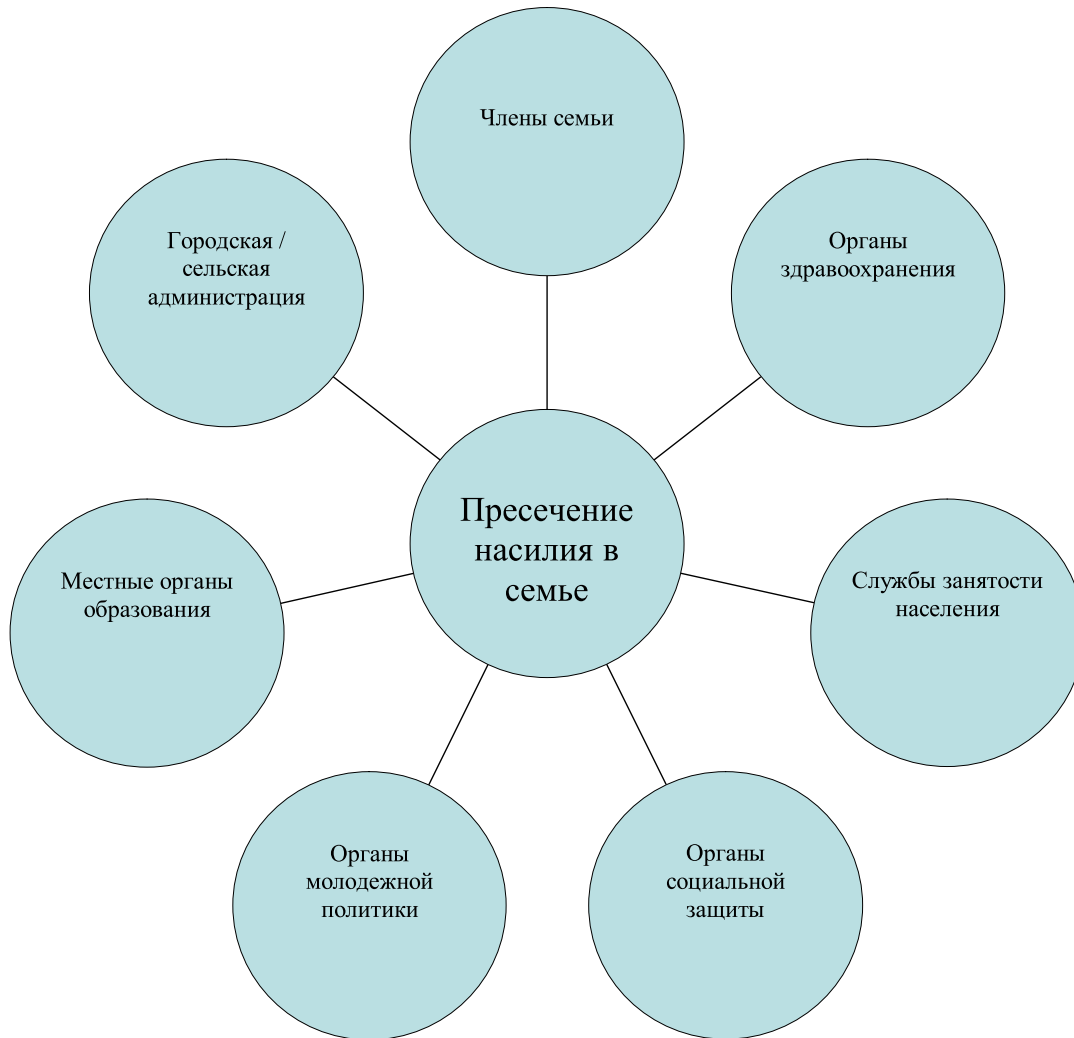 Члены семьи
Городская /
сельская
администрация
Органы
здравоохранения
Пресечение
насилия в
семье
Местные органы
образования
Службы занятости
населения
Органы
молодежной
политики
Органы
социальной
защиты